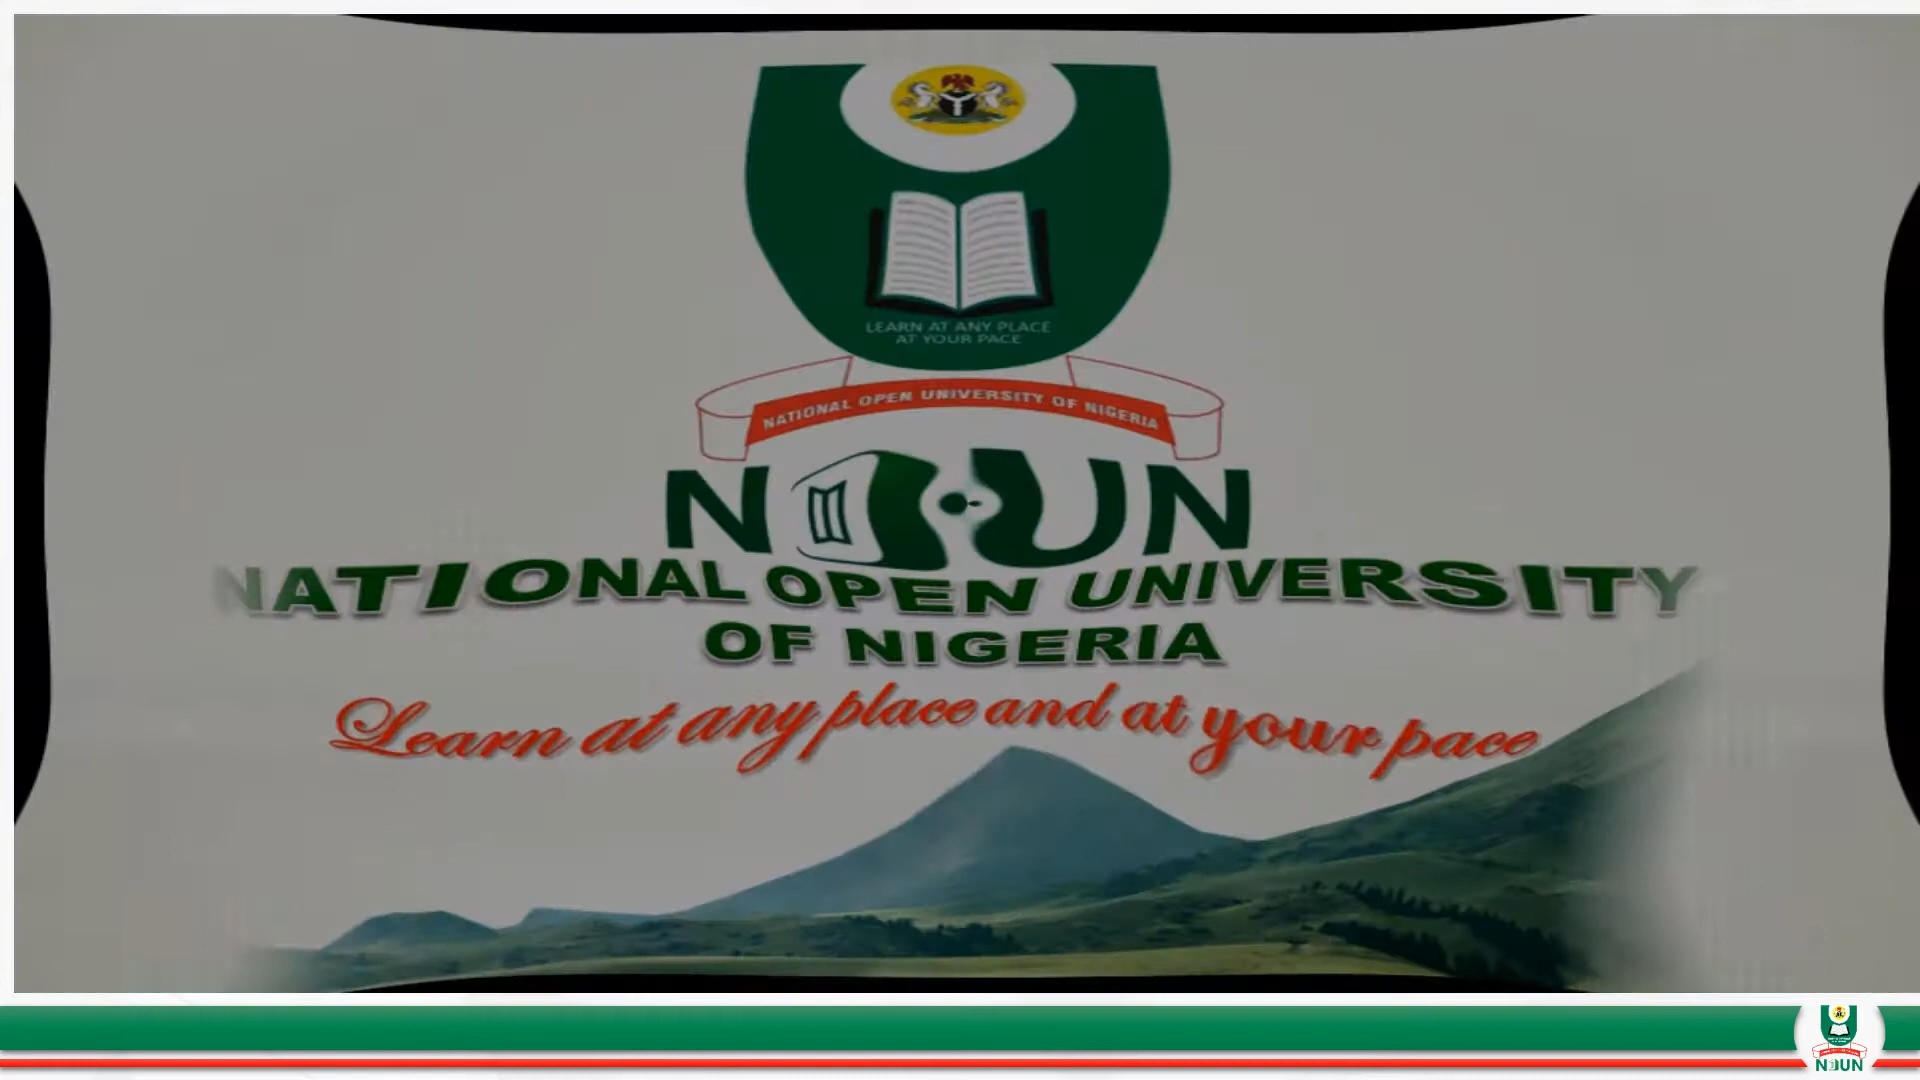 LEARN AT ANY PLACE
AT YOUR PACE
NATIONAL OPEN UNIVERSITY OF NIGERIA
NOUN
NATIONAL OPEN UNIVERSITY
OF NIGERIA
Learn at any place and at your pace
NOUN